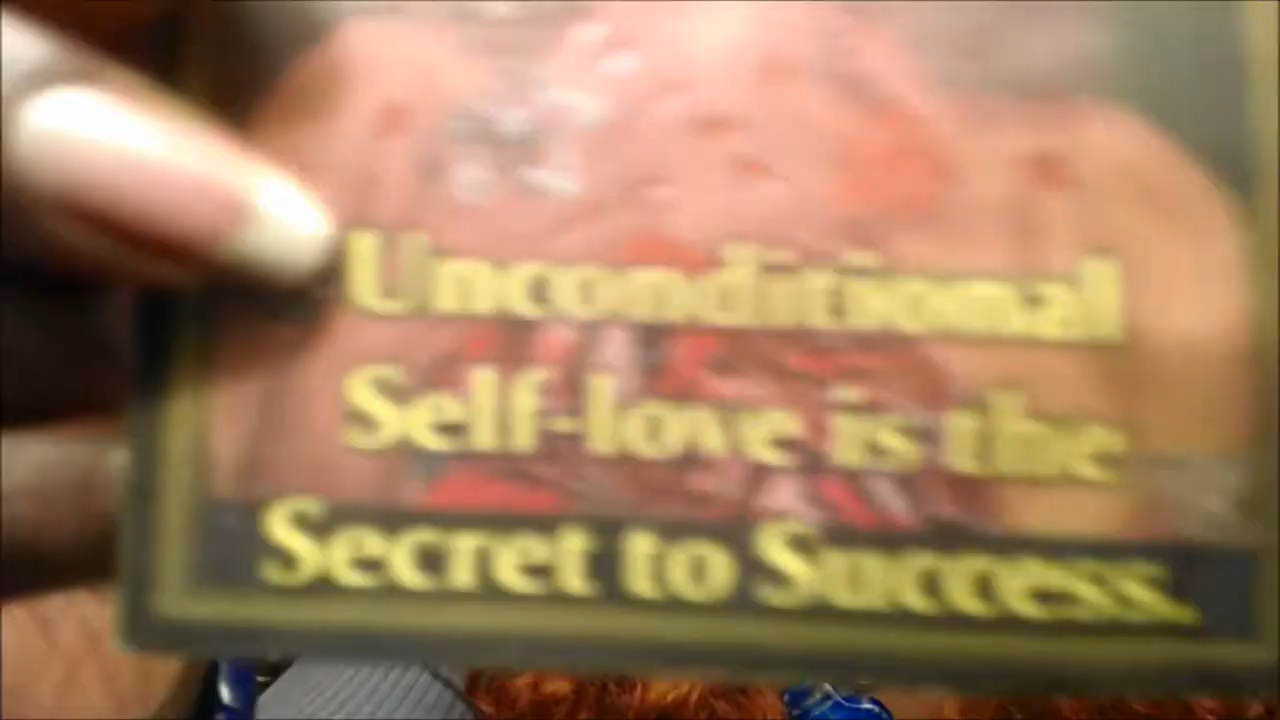 Unconditional
Self-love is the
Secret to Success.